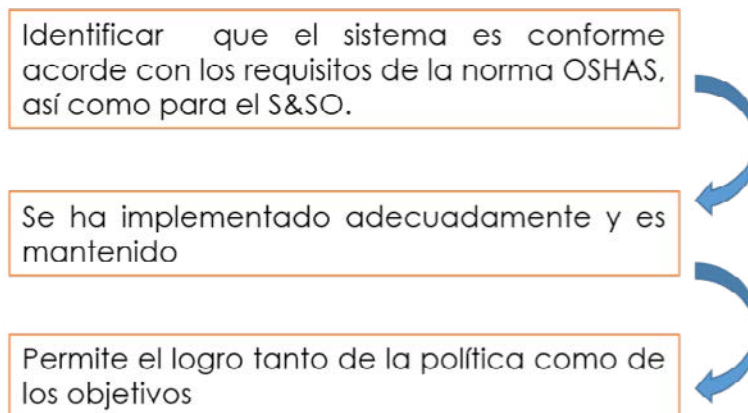 Identificar que el sistema es conforme
acorde con los requisitos de la norma OSHAS,
así como para el S&SO.
Se ha implementado adecuadamente y es
mantenido
Permite el logro tanto de la política como de
los objetivos